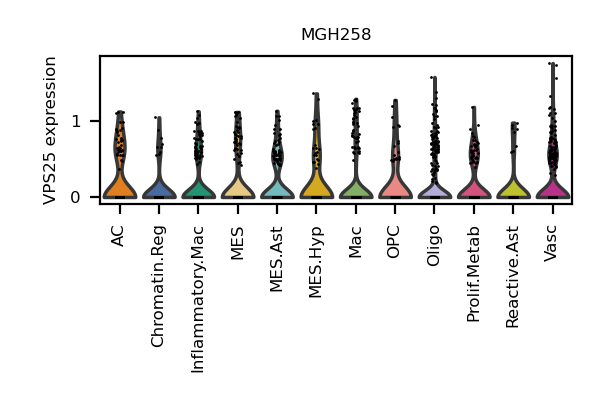 MGH258
VPS25 expression
1
0
AC
Chromatin.Reg
Inflammatory.Mac
MES
MES.Ast
MES.Hyp
Mac
OPC
Oligo
Prolif.Metab
Reactive.Ast
Vasc